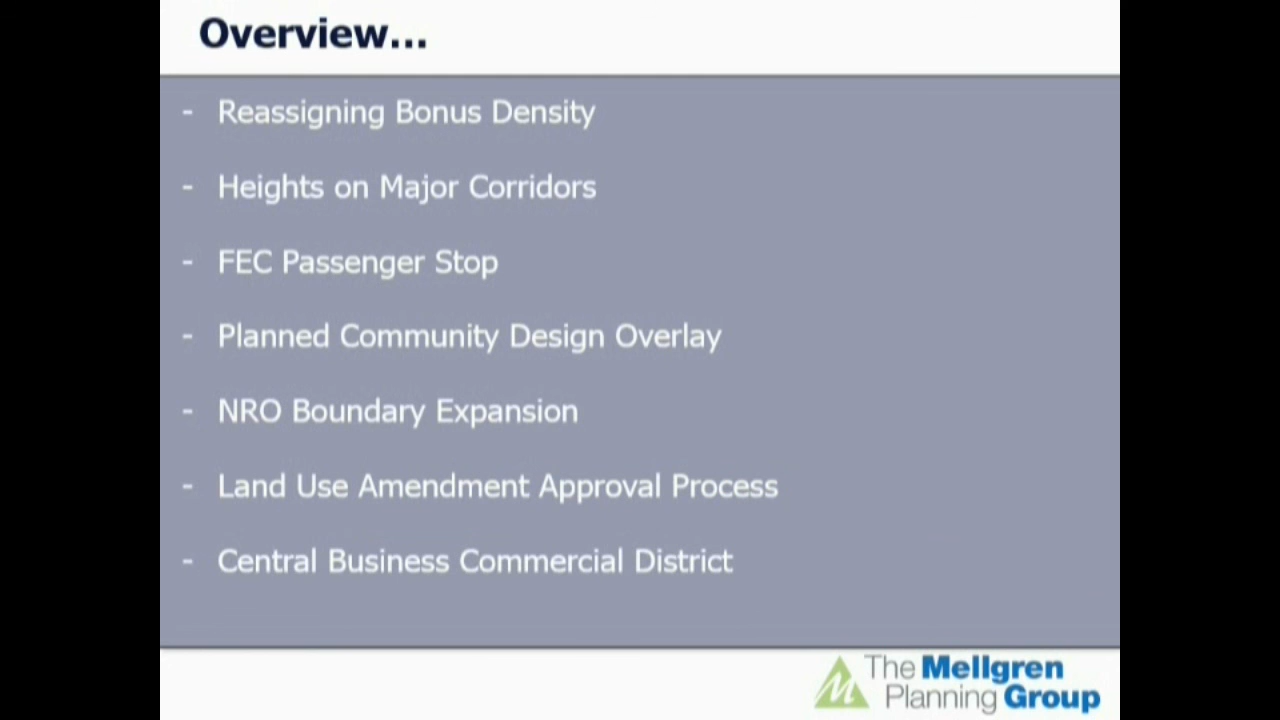 Overview...
- Reassigning Bonus Density
- Heights on Major Corridors
- FEC Passenger Stop
- Planned Community Design Overlay
- NRO Boundary Expansion
- Land Use Amendment Approval Process
- Central Business Commercial District
The Mellgren
Planning Group